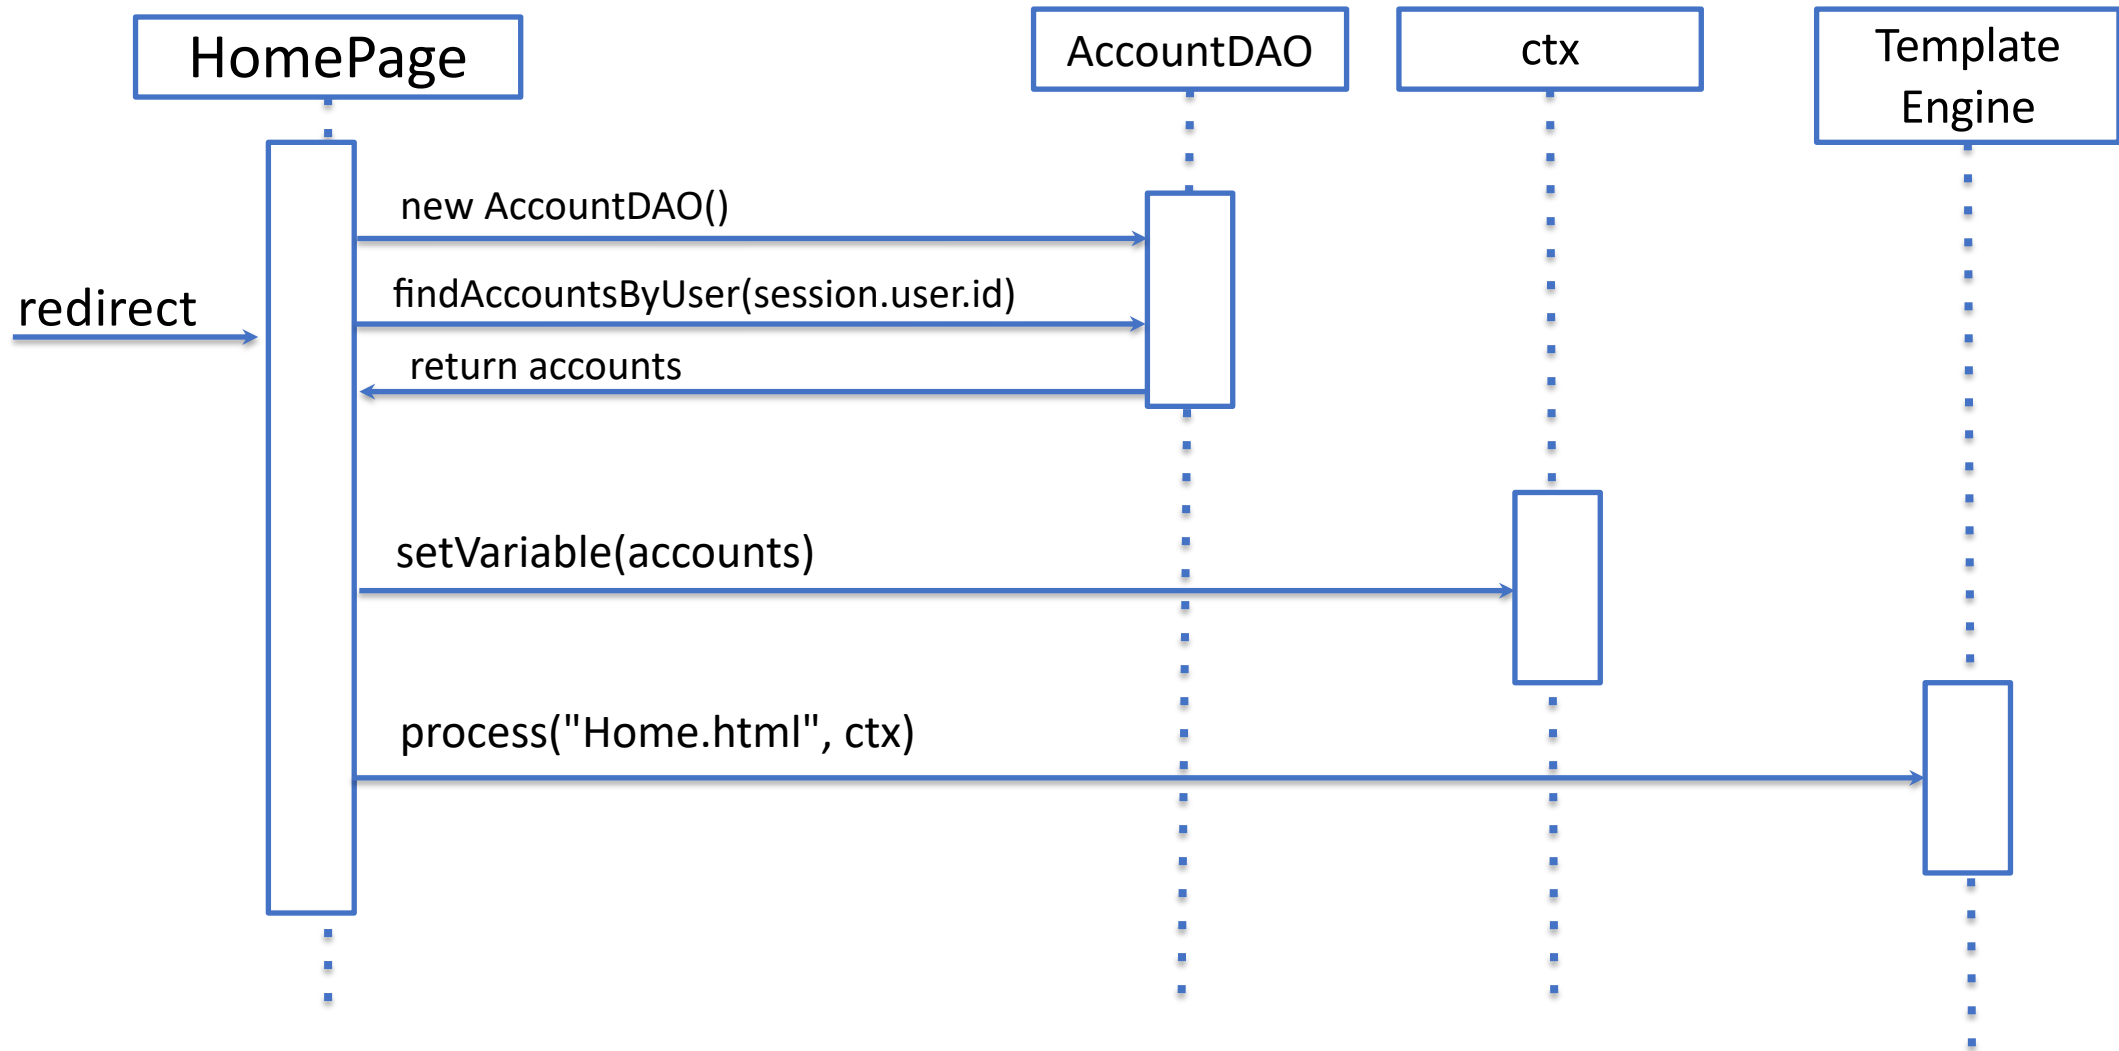 HomePage
AccountDAO
ctx
Template
Engine
new AccountDAO()
findAccountsByUser(session.user.id)
redirect
return accounts
setVariable(accounts)
process("Home.html", ctx)